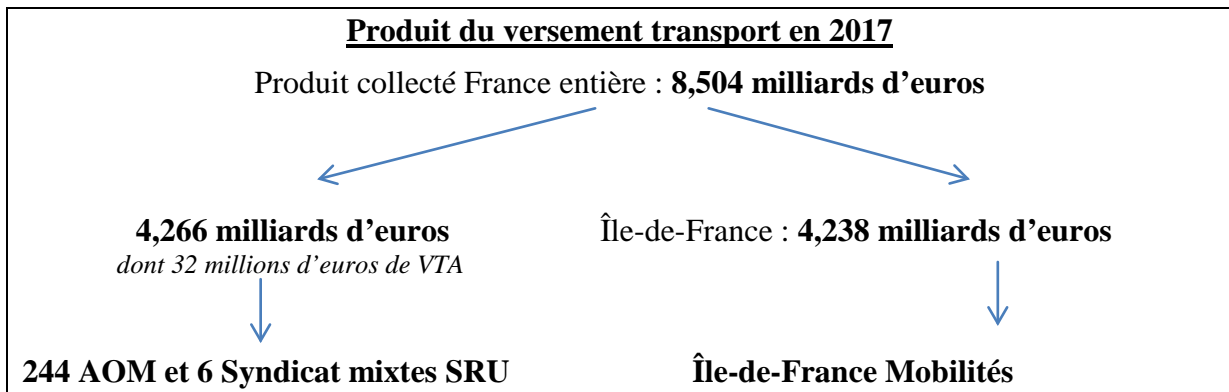 Produit du versement transport en 2017
Produit collecté France entière : 8,504 milliards d'euros
4,266 milliards d'euros
dont 32 millions d'euros de VTA
Île-de-France : 4,238 milliards d'euros
244 AOM et 6 Syndicat mixtes SRU
Île-de-France Mobilités